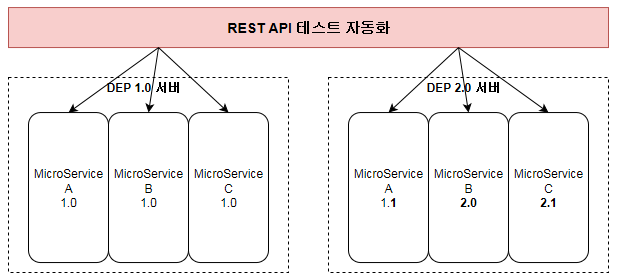 REST API 테스트 자동화
DEP 1.0 서버
DEP 2.0 서버
MicroService
A
1.0
MicroService
B
1.0
MicroService
C
1.0
MicroService
A
1.1
MicroService
B
2.0
MicroService
C
2.1